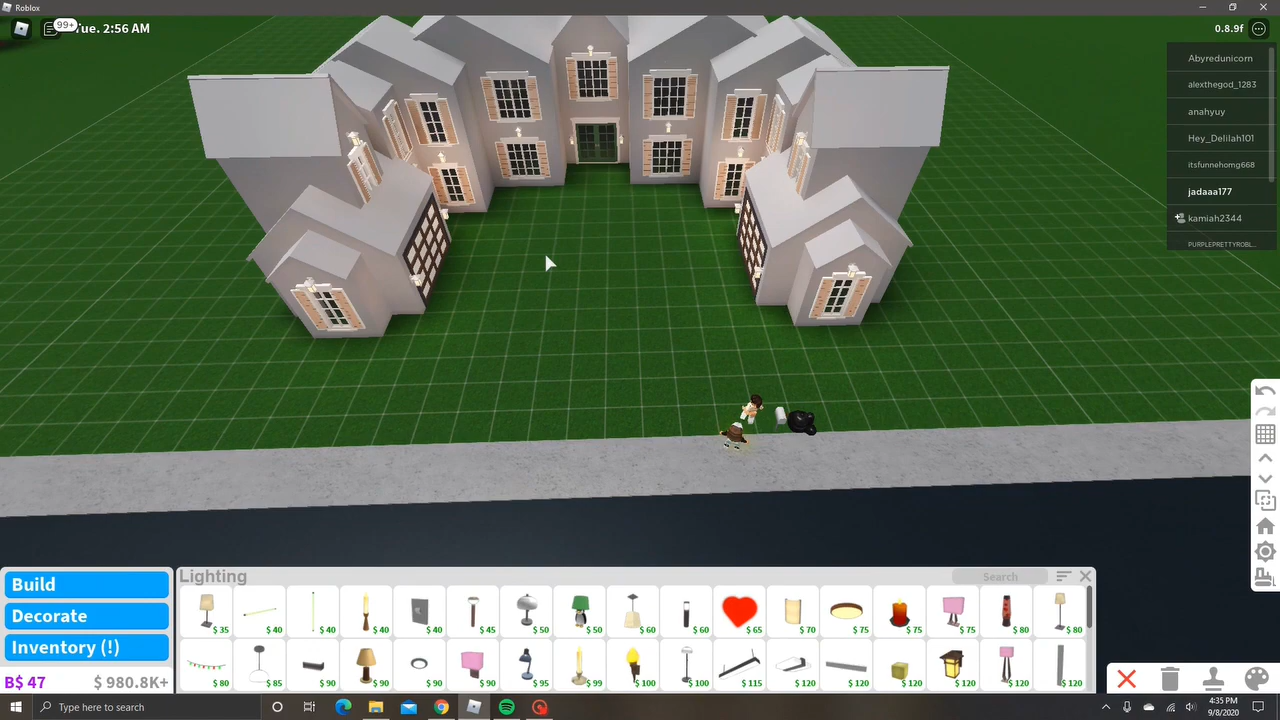 Roblox
99+
Tue. 2:56 AM
0.8.9f
Abyredunicorn
alexthegod_1283
anahyuy
Hey_Delilah101
itsfunnehomg668
jadaaa177
kamiah2344
PURPLEPRETTYROBL...
Build
Decorate
Inventory (!)
B$ 47
$ 980.8K+
Lighting
Search
$ 35
$ 40
$ 40
$ 40
$ 40
$ 45
$ 50
$ 50
$ 60
$ 60
$ 65
$ 70
$ 75
$ 75
$ 75
$ 80
$ 80
$ 80
$ 85
$ 90
$ 90
$ 90
$ 90
$ 95
$ 99
$ 100
$ 100
$ 115
$ 120
$ 120
$ 120
$ 120
$ 120
$ 120
Type here to search
4:35 PM
9/8/2020